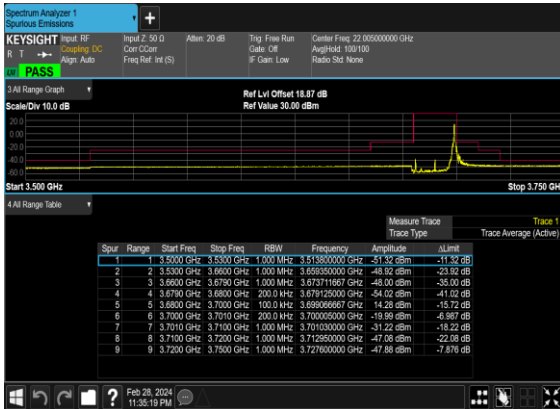 Spectrum Analyzer 1
Spurious Emissions
+
KEYSIGHT Input: RF Input Z: 50 Ω Atten: 20 dB Trig: Free Run Center Freq: 22.005000000 GHz
R T Coupling: DC Corr CCorr Gate: Off Avg|Hold: 100/100
Align: Auto Freq Ref: Int (S) IF Gain: Low Radio Std: None
PASS
3 All Range Graph
Ref Lvl Offset 18.87 dB
Scale/Div 10.0 dB Ref Value 30.00 dBm
20.0
0.00
-20.0
-40.0
-60.0
Start 3.500 GHz Stop 3.750 GH
4 All Range Table
Measure Trace Trace 1
Trace Type Trace Average (Active)
Spur Range Start Freq Stop Freq RBW Frequency Amplitude ΔLimit
1 1 3.5000 GHz 3.5300 GHz 1.000 MHz 3.513800000 GHz -51.32 dBm -11.32 dB
2 2 3.5300 GHz 3.6600 GHz 1.000 MHz 3.659350000 GHz -48.92 dBm -23.92 dB
3 3 3.6600 GHz 3.6790 GHz 1.000 MHz 3.673711667 GHz -48.00 dBm -35.00 dB
4 4 3.6790 GHz 3.6800 GHz 200.0 kHz 3.679125000 GHz -54.02 dBm -41.02 dB
5 5 3.6800 GHz 3.7000 GHz 100.0 kHz 3.699066667 GHz 14.28 dBm -15.72 dB
6 6 3.7000 GHz 3.7010 GHz 200.0 kHz 3.700005000 GHz -19.99 dBm -6.987 dB
7 7 3.7010 GHz 3.7100 GHz 1.000 MHz 3.701030000 GHz -31.22 dBm -18.22 dB
8 8 3.7100 GHz 3.7200 GHz 1.000 MHz 3.712950000 GHz -47.08 dBm -22.08 dB
9 9 3.7200 GHz 3.7500 GHz 1.000 MHz 3.727600000 GHz -47.88 dBm -7.876 dB
?
Feb 28, 2024
11:35:19 PM